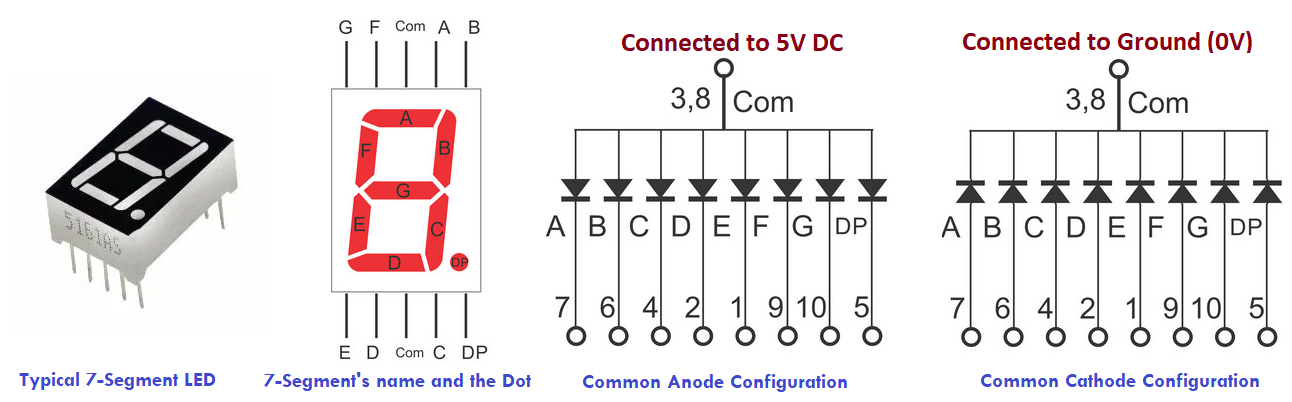 G F Com A B
A
F
B
G
E
C
D
DP
E D Com C DP
5161AS
Connected to 5V DC
3,8 Com
A B C D E F G DP
7 6 4 2 1 9 10 5
Connected to Ground (0V)
3,8 Com
A B C D E F G DP
7 6 4 2 1 9 10 5
Typical 7-Segment LED
7-Segment's name and the Dot
Common Anode Configuration
Common Cathode Configuration